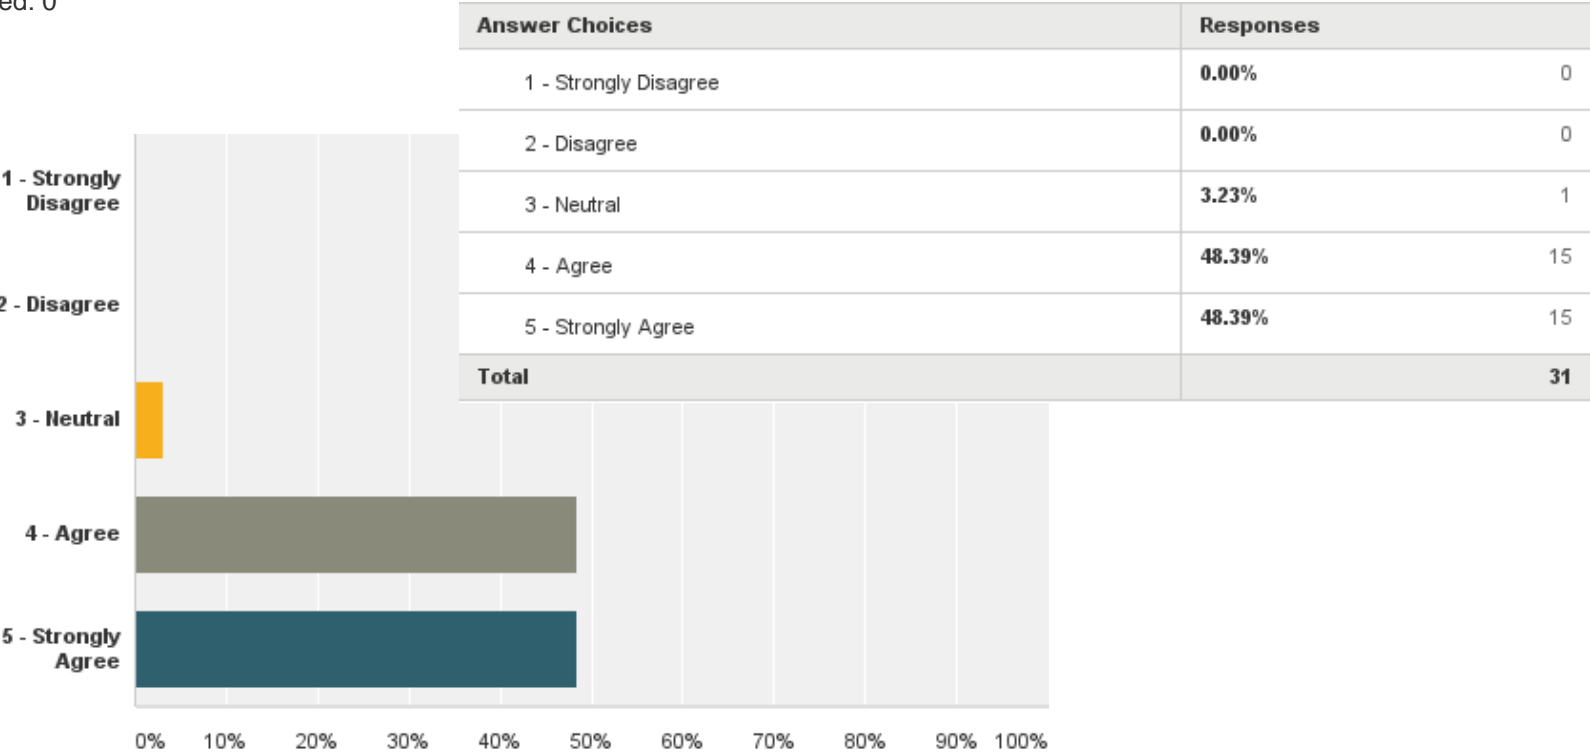 ed: 0
Answer Choices Responses
1 - Strongly Disagree 0.00% 0
2 - Disagree 0.00% 0
3 - Neutral 3.23% 1
4 - Agree 48.39% 15
5 - Strongly Agree 48.39% 15
Total 31
1 - Strongly
Disagree
2 - Disagree
3 - Neutral
4 - Agree
5 - Strongly
Agree
0% 10% 20% 30% 40% 50% 60% 70% 80% 90% 100%